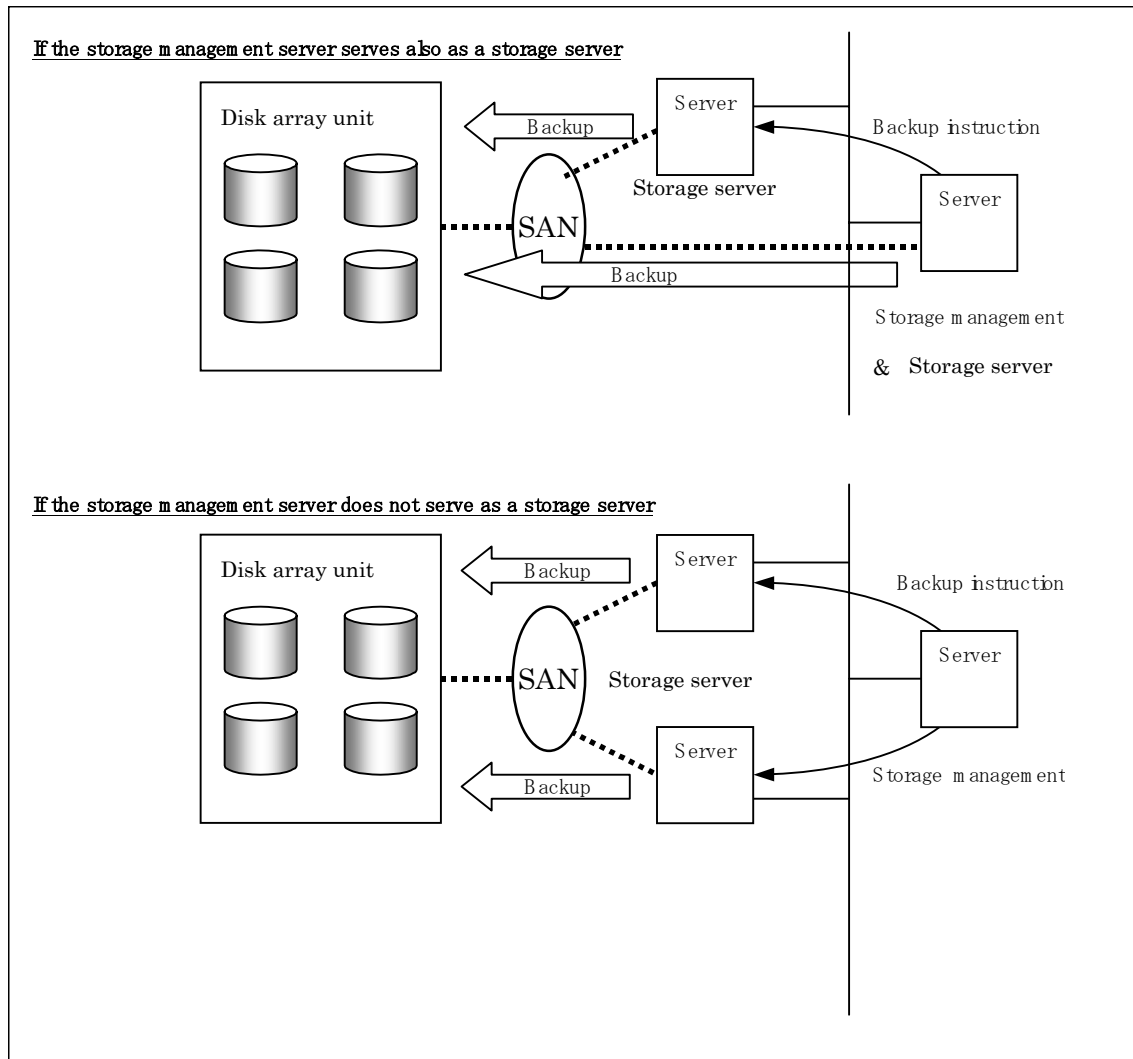 If the storage management server serves also as a storage server
Server
Disk array unit
Backup
Backup instruction
Storage server
Server
SAN
Backup
Storage management
& Storage server
If the storage management server does not serve as a storage server
Server
Disk array unit
Backup
Backup instruction
Server
SAN
Storage server
Server
Storage management
Backup